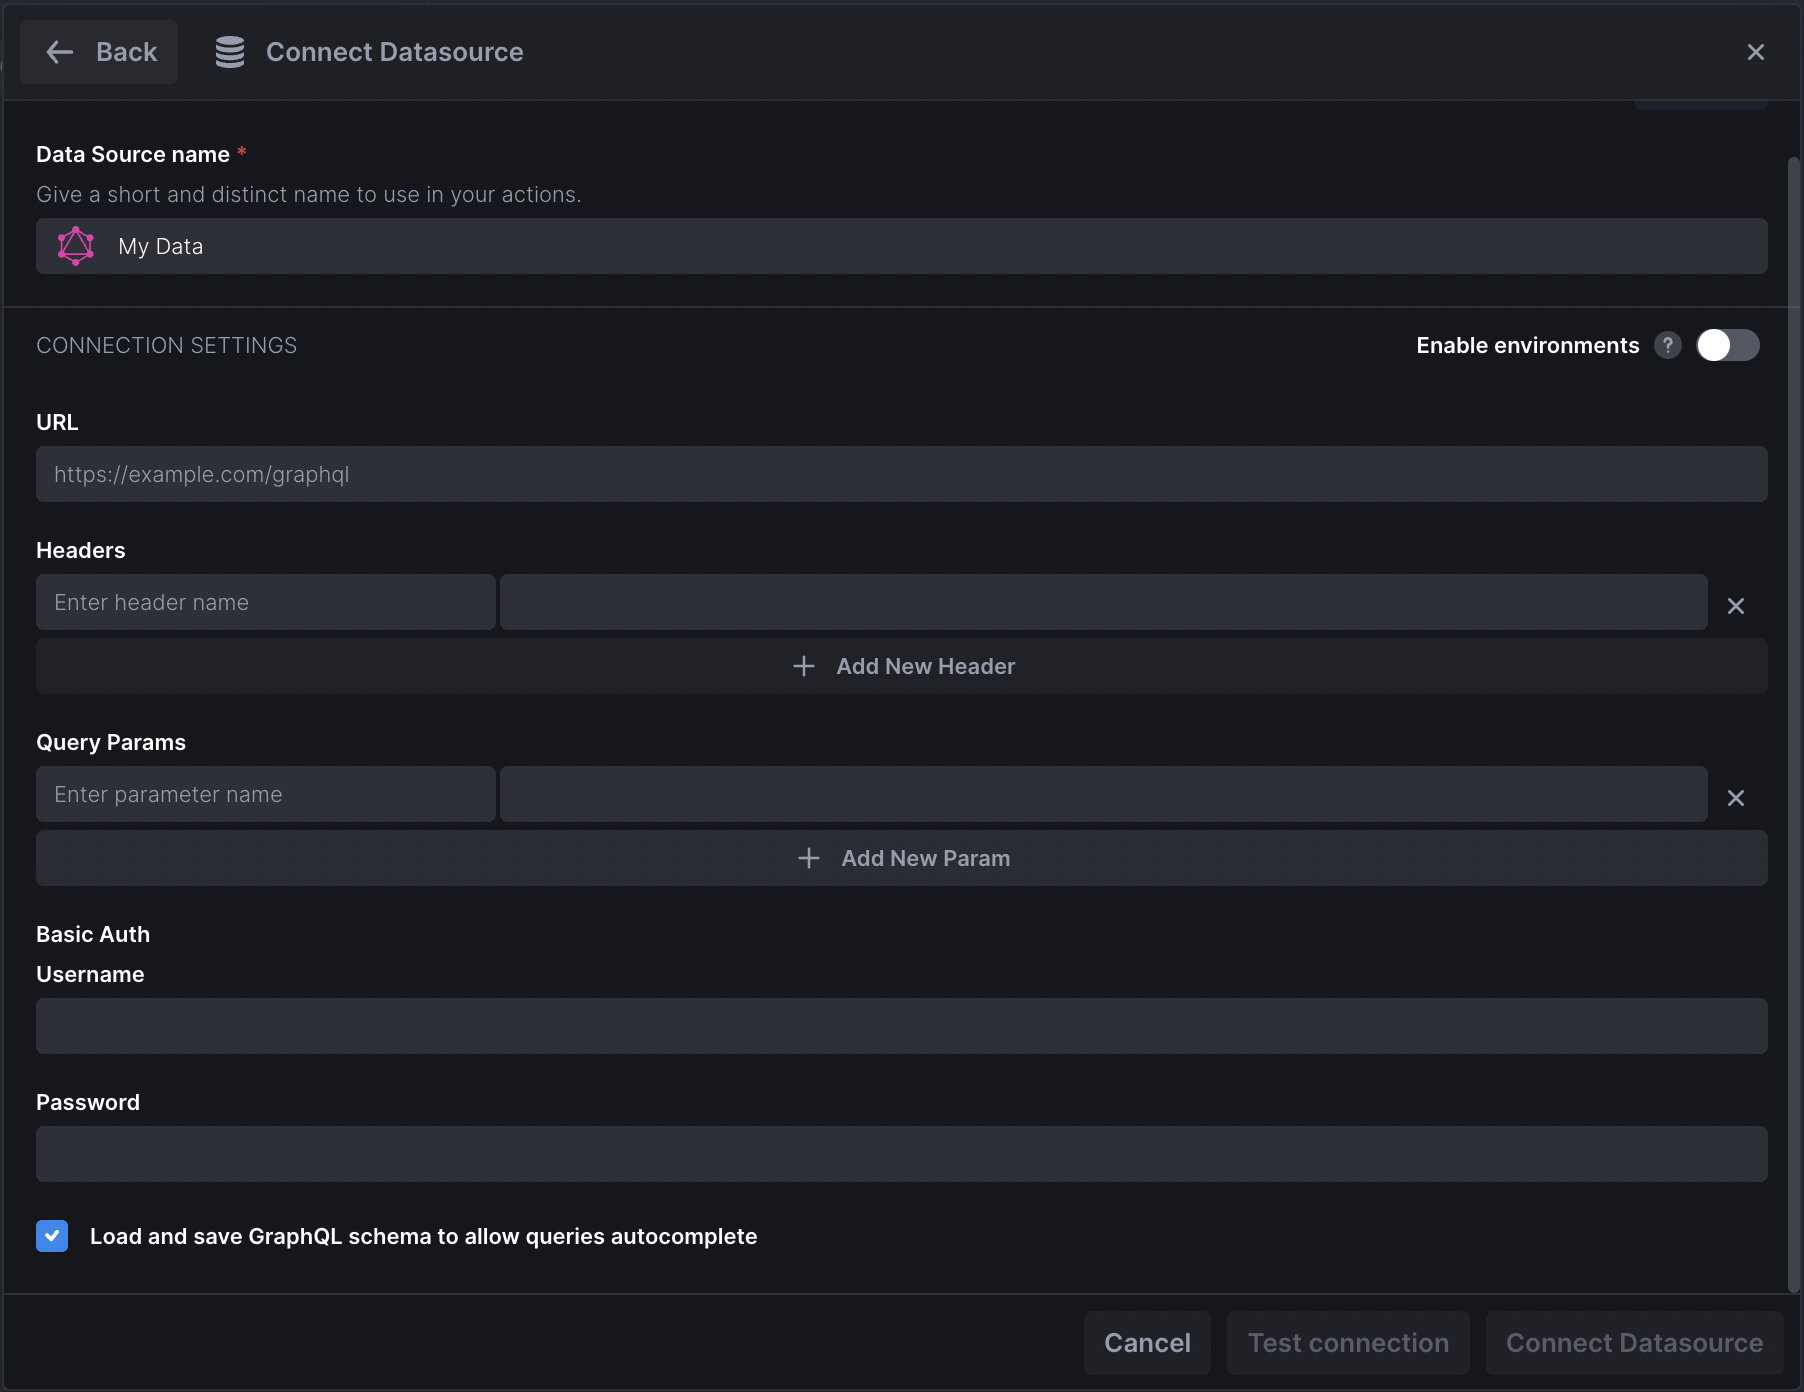 Back
Connect Datasource
Data Source name *
Give a short and distinct name to use in your actions.
My Data
CONNECTION SETTINGS
Enable environments ?
URL
https://example.com/graphql
Headers
Enter header name
Add New Header
Query Params
Enter parameter name
Add New Param
Basic Auth
Username
Password
Load and save GraphQL schema to allow queries autocomplete
Cancel
Test connection
Connect Datasource